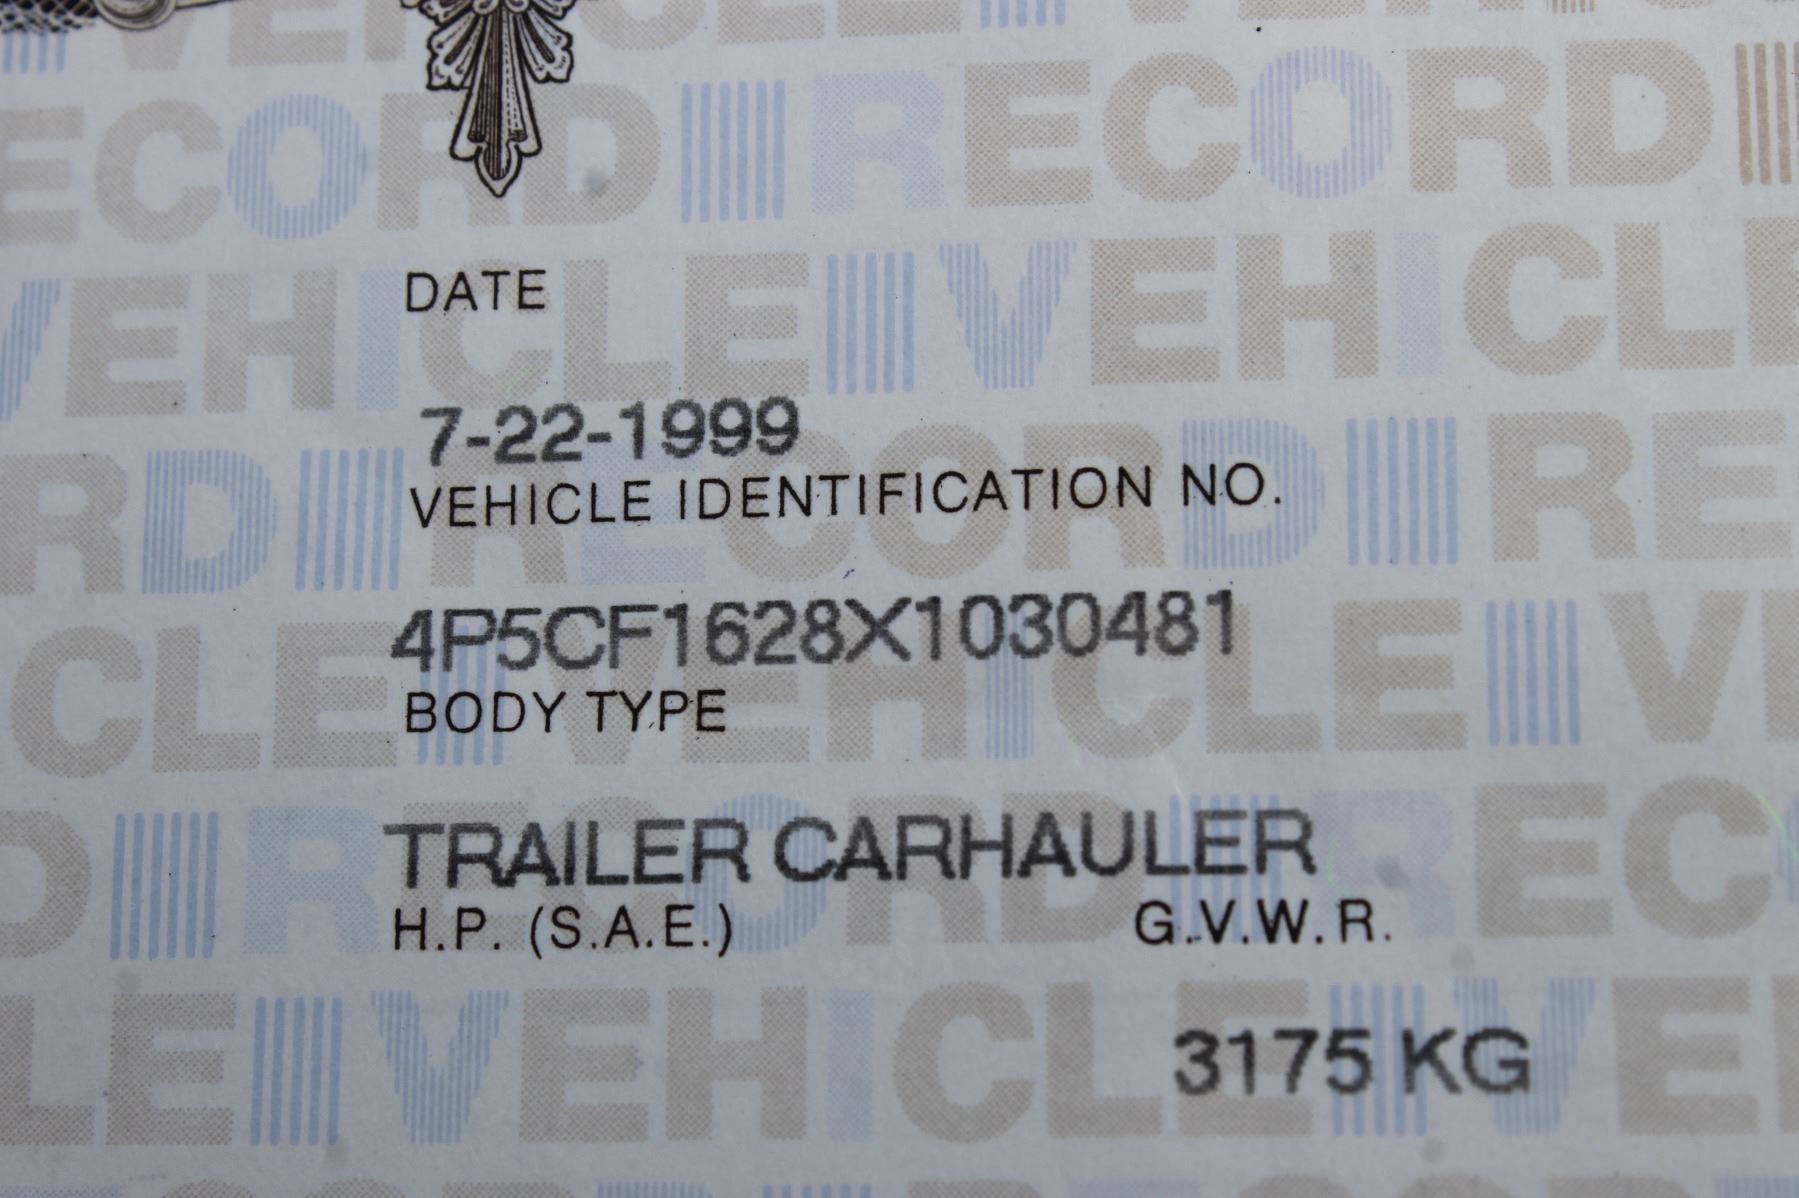 DATE
7-22-1999
VEHICLE IDENTIFICATION NO.
4P5CF1628X1030481
BODY TYPE
TRAILER CARHAULER
H.P. (S.A.E.)
G.V.W.R.
3175 KG